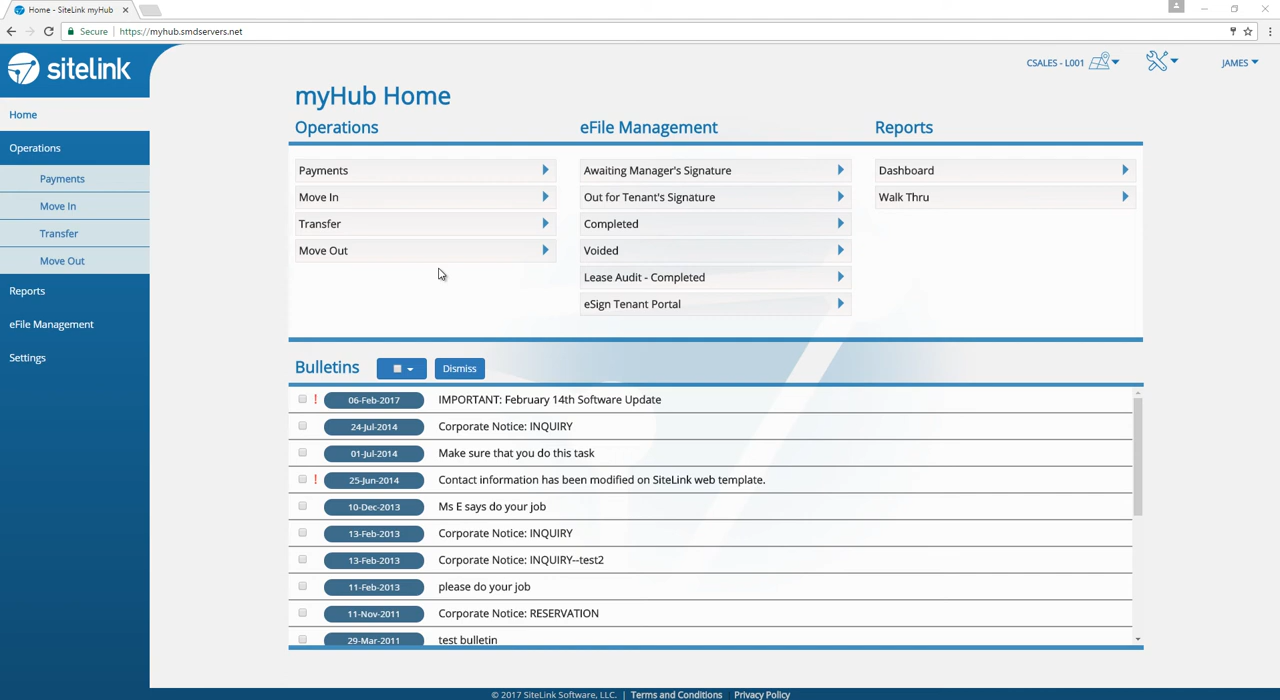 Home - SiteLink myHub
Secure https://myhub.smdservers.net
sitelink
CSALES - L001
JAMES
Home
Operations
Payments
Move In
Transfer
Move Out
Reports
eFile Management
Settings
myHub Home
Operations
Payments
Move In
Transfer
Move Out
eFile Management
Awaiting Manager's Signature
Out for Tenant's Signature
Completed
Voided
Lease Audit - Completed
eSign Tenant Portal
Reports
Dashboard
Walk Thru
Bulletins
Dismiss
! 06-Feb-2017 IMPORTANT: February 14th Software Update
24-Jul-2014 Corporate Notice: INQUIRY
01-Jul-2014 Make sure that you do this task
! 25-Jun-2014 Contact information has been modified on SiteLink web template.
10-Dec-2013 Ms E says do your job
13-Feb-2013 Corporate Notice: INQUIRY
13-Feb-2013 Corporate Notice: INQUIRY--test2
11-Feb-2013 please do your job
11-Nov-2011 Corporate Notice: RESERVATION
29-Mar-2011 test bulletin
© 2017 SiteLink Software, LLC. | Terms and Conditions | Privacy Policy